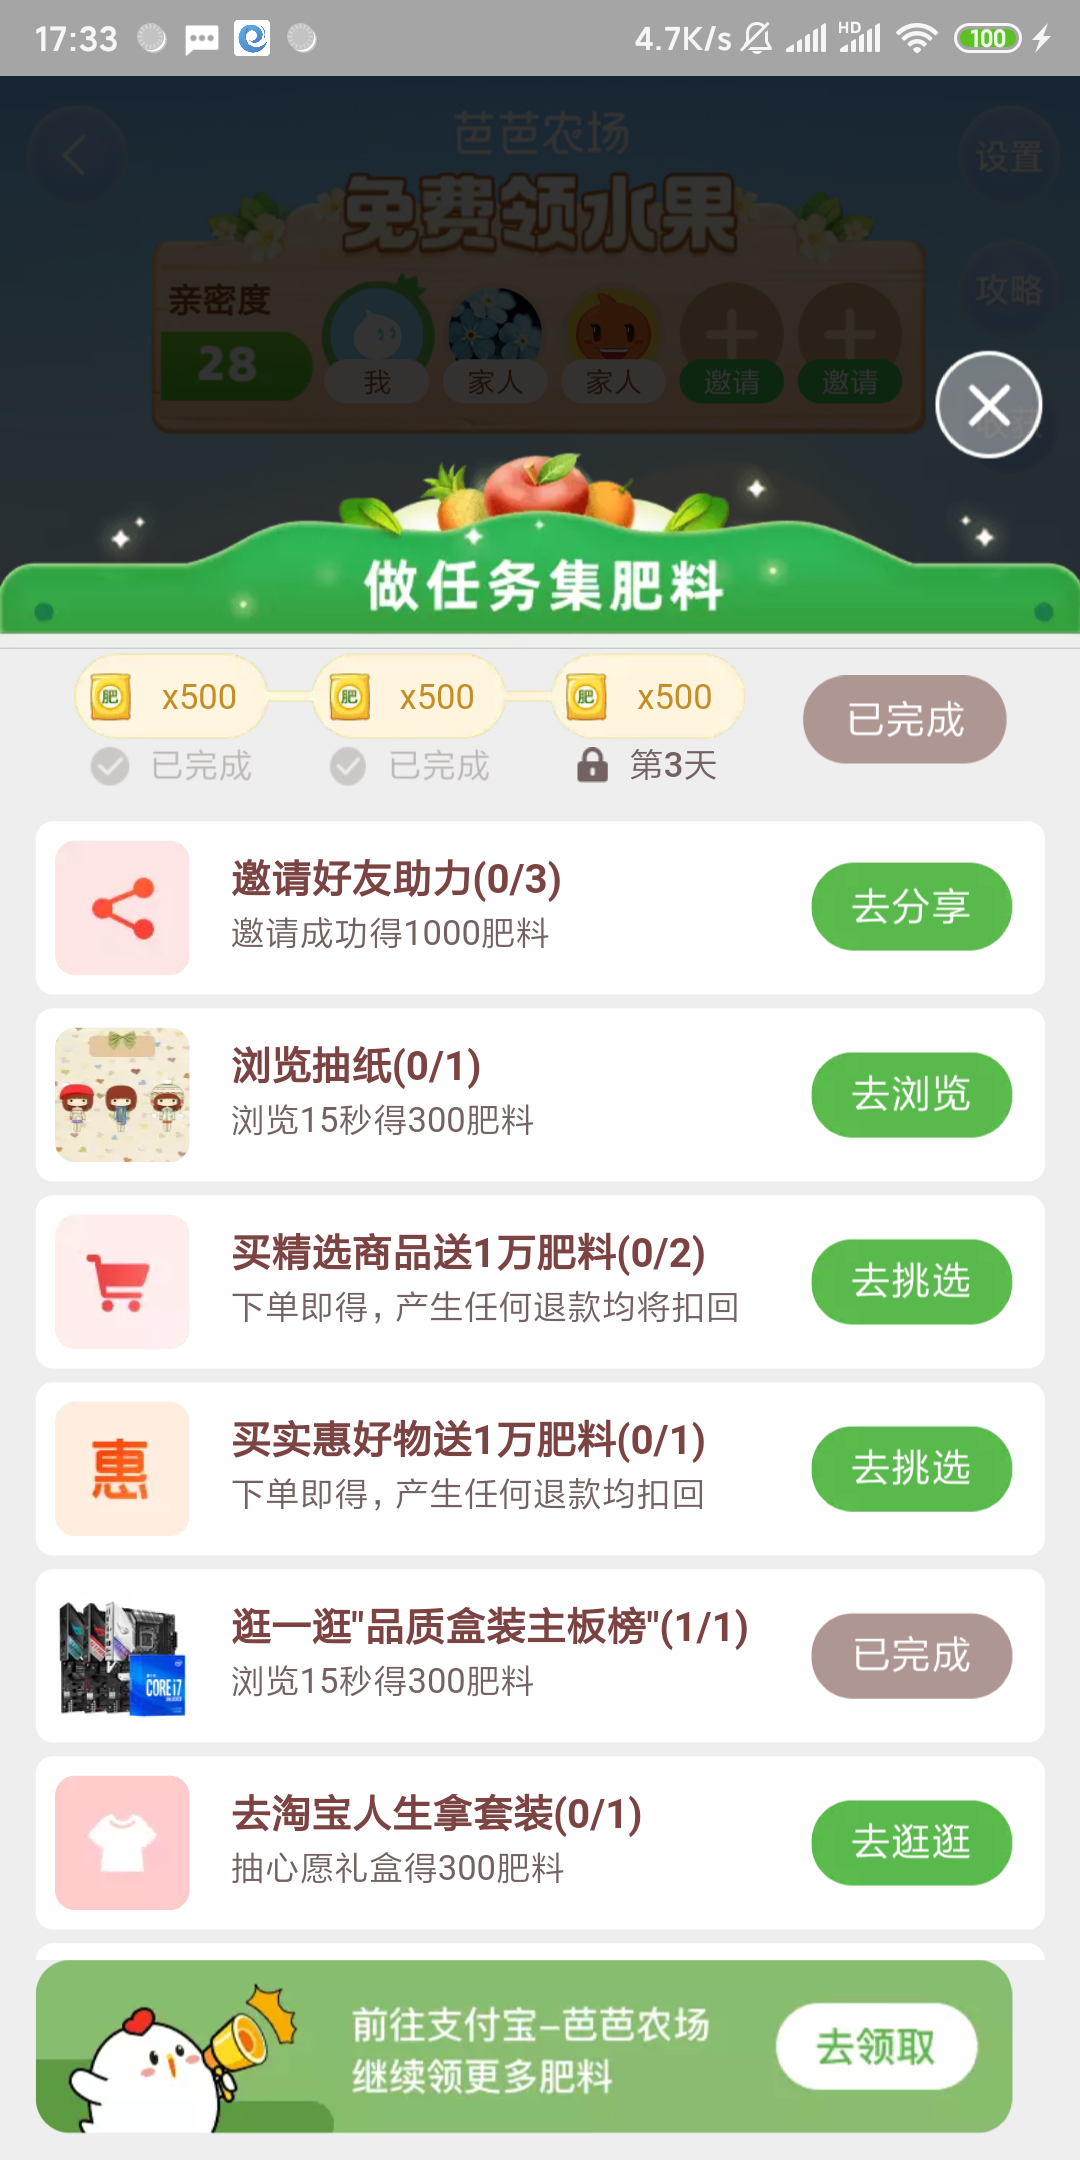 17:33
4.7K/s
HD
100
芭芭农场
设置
免费领水果
攻略
亲密度
28
我
家人
家人
邀请
邀请
做任务集肥料
肥 x500
肥 x500
肥 x500
已完成
已完成
已完成
第3天
邀请好友助力(0/3)
邀请成功得1000肥料
去分享
浏览抽纸(0/1)
浏览15秒得300肥料
去浏览
买精选商品送1万肥料(0/2)
下单即得，产生任何退款均将扣回
去挑选
惠
买实惠好物送1万肥料(0/1)
下单即得，产生任何退款均扣回
去挑选
CORE i7
逛一逛"品质盒装主板榜"(1/1)
浏览15秒得300肥料
已完成
去淘宝人生拿套装(0/1)
抽心愿礼盒得300肥料
去逛逛
前往支付宝-芭芭农场
继续领更多肥料
去领取